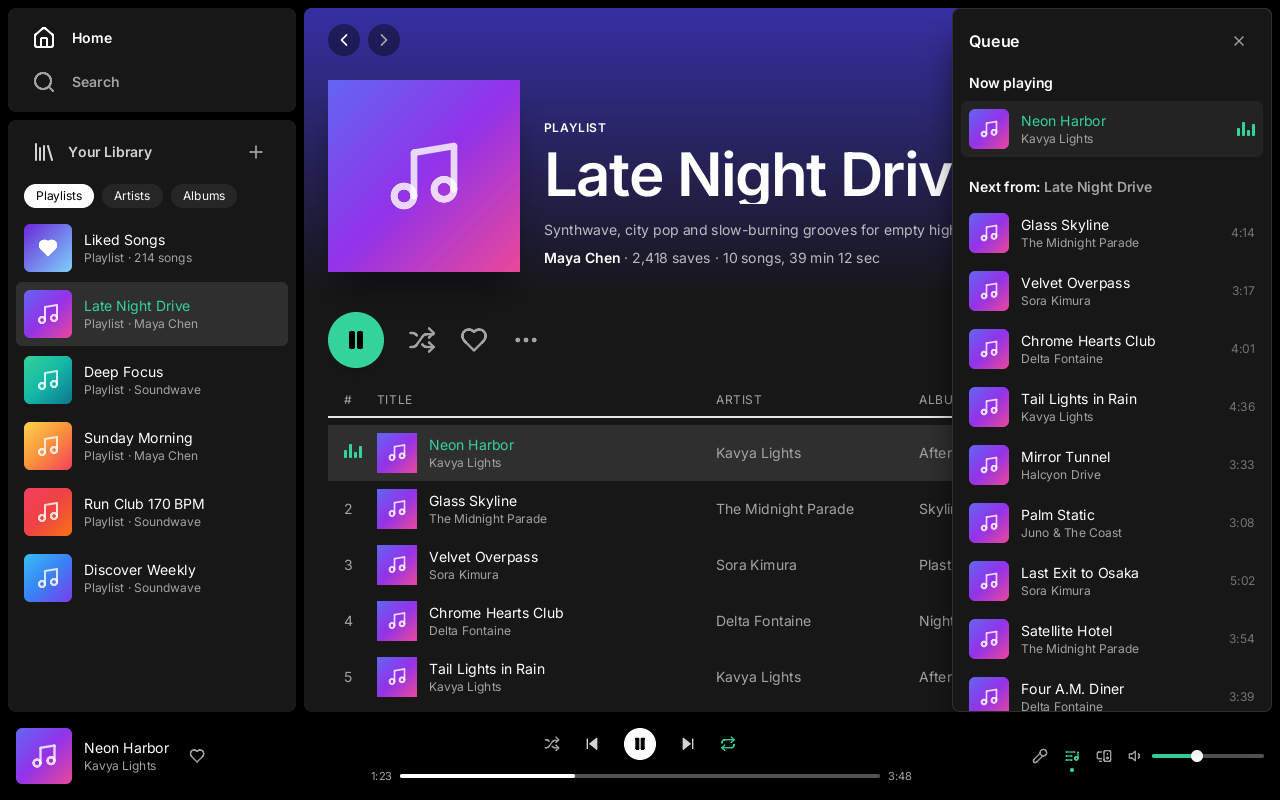 Home
Search
Your Library
Playlists Artists Albums
Liked Songs
Playlist · 214 songs
Late Night Drive
Playlist · Maya Chen
Deep Focus
Playlist · Soundwave
Sunday Morning
Playlist · Maya Chen
Run Club 170 BPM
Playlist · Soundwave
Discover Weekly
Playlist · Soundwave
PLAYLIST
Late Night Driv
Synthwave, city pop and slow-burning grooves for empty high
Maya Chen · 2,418 saves · 10 songs, 39 min 12 sec
# TITLE ARTIST ALBU
Neon Harbor
Kavya Lights
Kavya Lights
After
2
Glass Skyline
The Midnight Parade
The Midnight Parade
Skylin
3
Velvet Overpass
Sora Kimura
Sora Kimura
Plast
4
Chrome Hearts Club
Delta Fontaine
Delta Fontaine
Night
5
Tail Lights in Rain
Kavya Lights
Kavya Lights
After
Queue
Now playing
Neon Harbor
Kavya Lights
Next from: Late Night Drive
Glass Skyline
The Midnight Parade
4:14
Velvet Overpass
Sora Kimura
3:17
Chrome Hearts Club
Delta Fontaine
4:01
Tail Lights in Rain
Kavya Lights
4:36
Mirror Tunnel
Halcyon Drive
3:33
Palm Static
Juno & The Coast
3:08
Last Exit to Osaka
Sora Kimura
5:02
Satellite Hotel
The Midnight Parade
3:54
Four A.M. Diner
Delta Fontaine
3:39
Neon Harbor
Kavya Lights
1:23
3:48